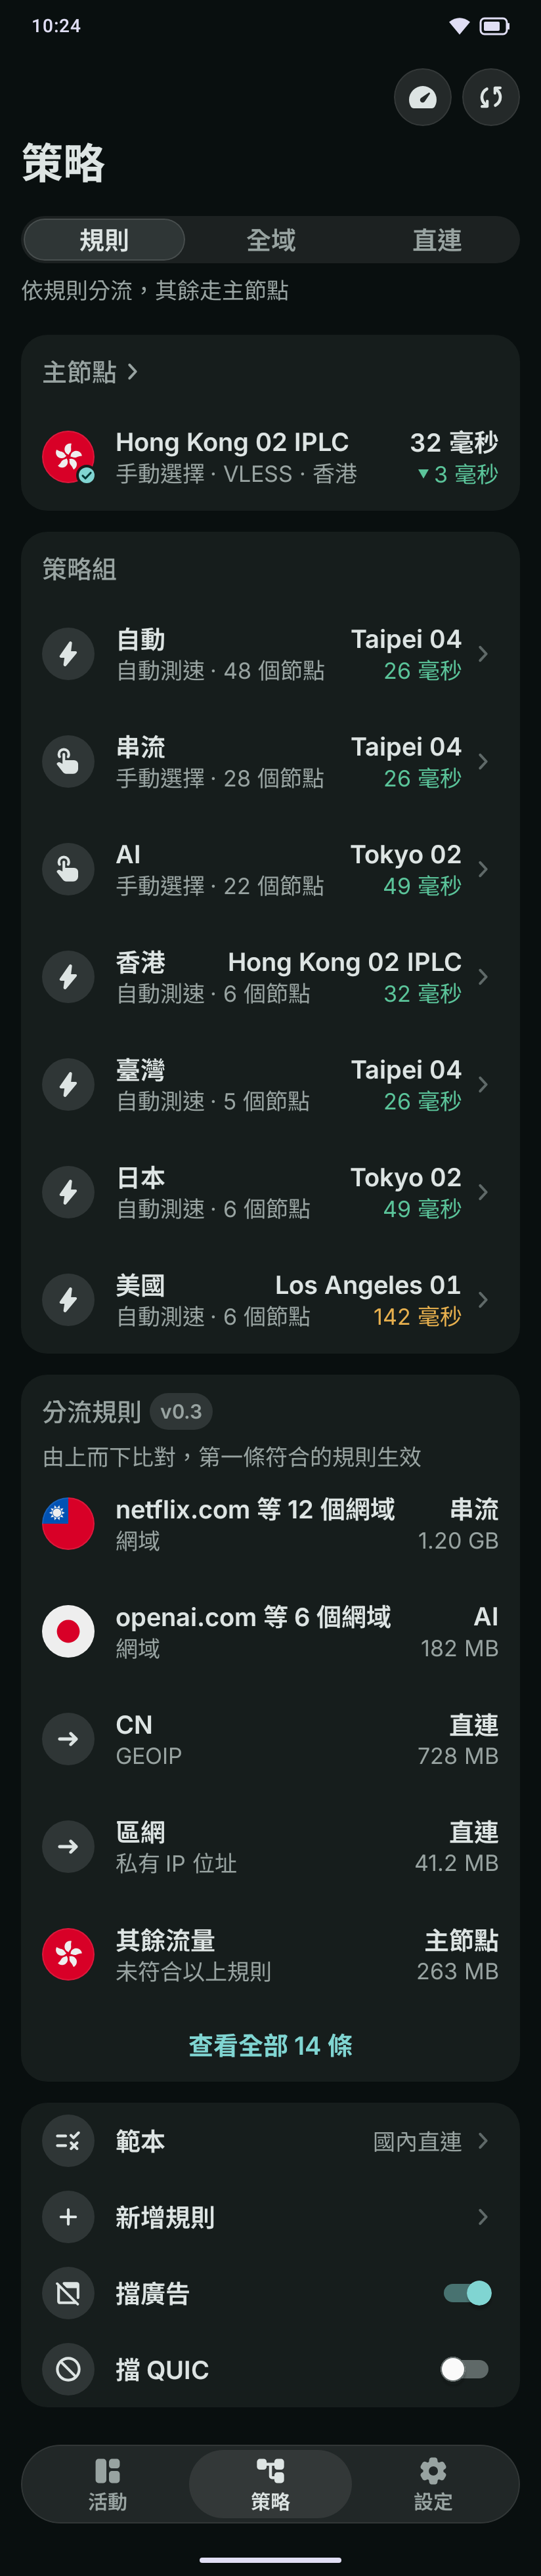 10:24
策略
規則
全域
直連
依規則分流，其餘走主節點
主節點
Hong Kong 02 IPLC
32 毫秒
手動選擇 · VLESS · 香港
▼3 毫秒
策略組
自動
Taipei 04
自動測速 · 48 個節點
26 毫秒
串流
Taipei 04
手動選擇 · 28 個節點
26 毫秒
AI
Tokyo 02
手動選擇 · 22 個節點
49 毫秒
香港
Hong Kong 02 IPLC
自動測速 · 6 個節點
32 毫秒
臺灣
Taipei 04
自動測速 · 5 個節點
26 毫秒
日本
Tokyo 02
自動測速 · 6 個節點
49 毫秒
美國
Los Angeles 01
自動測速 · 6 個節點
142 毫秒
分流規則 v0.3
由上而下比對，第一條符合的規則生效
netflix.com 等 12 個網域
串流
網域
1.20 GB
openai.com 等 6 個網域
AI
網域
182 MB
CN
直連
GEOIP
728 MB
區網
直連
私有 IP 位址
41.2 MB
其餘流量
主節點
未符合以上規則
263 MB
查看全部 14 條
範本
國內直連
新增規則
擋廣告
擋 QUIC
活動
策略
設定